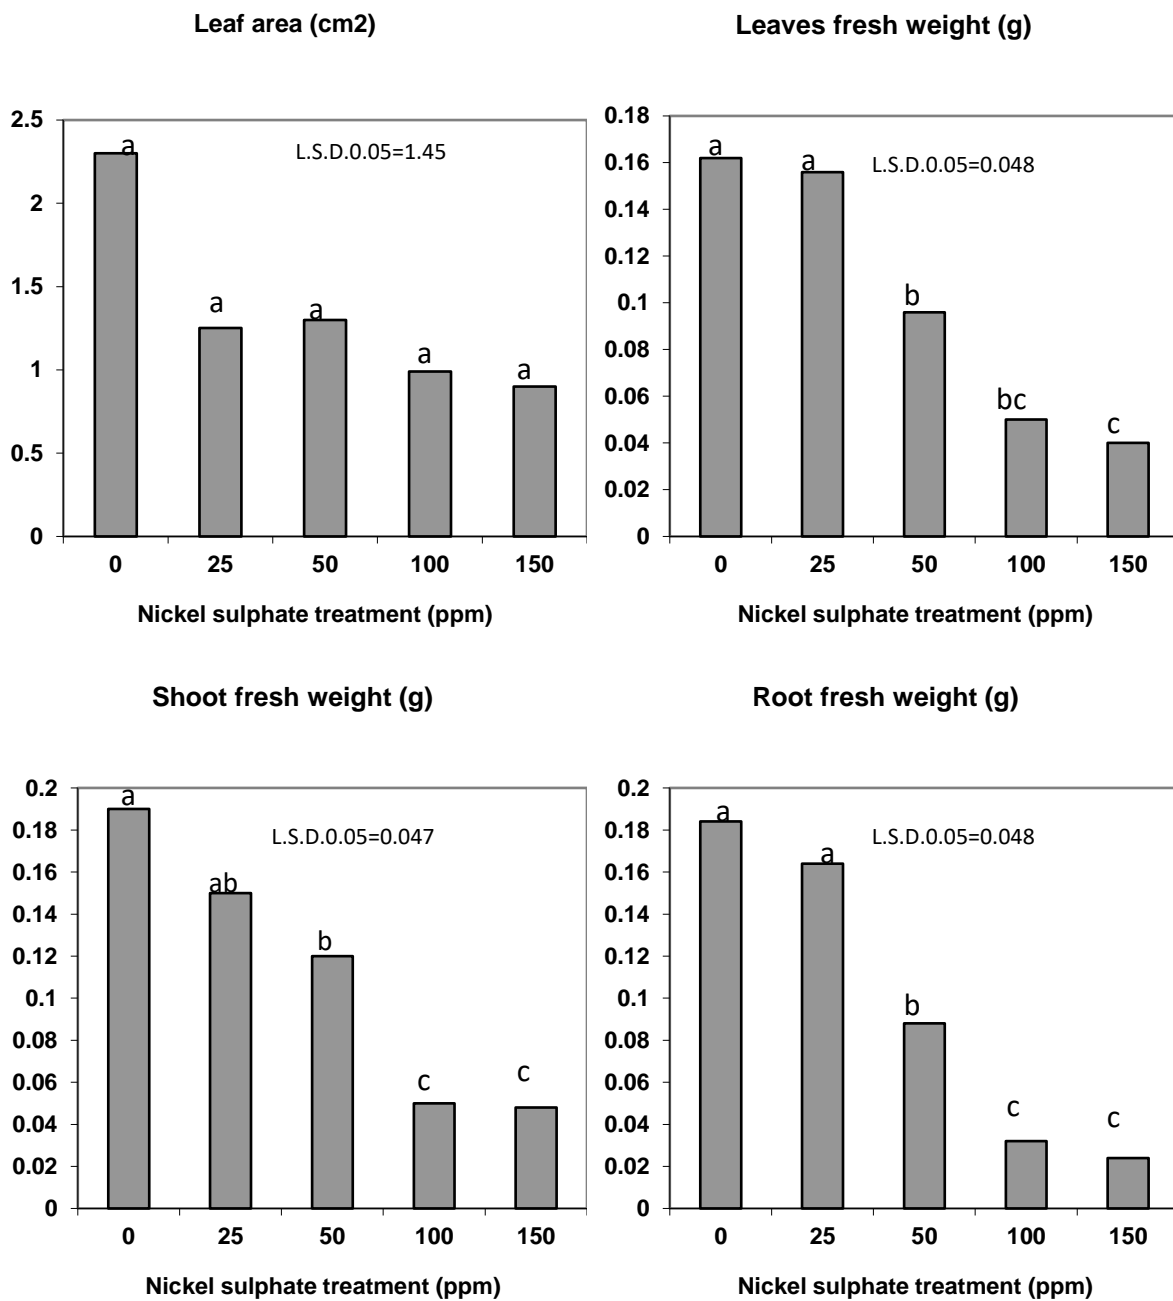 Leaf area (cm2)
2.5
2
1.5
1
0.5
0
a
a
a
a
a
L.S.D.0.05=1.45
0 25 50 100 150
Nickel sulphate treatment (ppm)
Leaves fresh weight (g)
0.18
0.16
0.14
0.12
0.1
0.08
0.06
0.04
0.02
0
a
a
b
bc
c
L.S.D.0.05=0.048
0 25 50 100 150
Nickel sulphate treatment (ppm)
Shoot fresh weight (g)
0.2
0.18
0.16
0.14
0.12
0.1
0.08
0.06
0.04
0.02
0
a
ab
b
c
c
L.S.D.0.05=0.047
0 25 50 100 150
Nickel sulphate treatment (ppm)
Root fresh weight (g)
0.2
0.18
0.16
0.14
0.12
0.1
0.08
0.06
0.04
0.02
0
a
a
b
c
c
L.S.D.0.05=0.048
0 25 50 100 150
Nickel sulphate treatment (ppm)